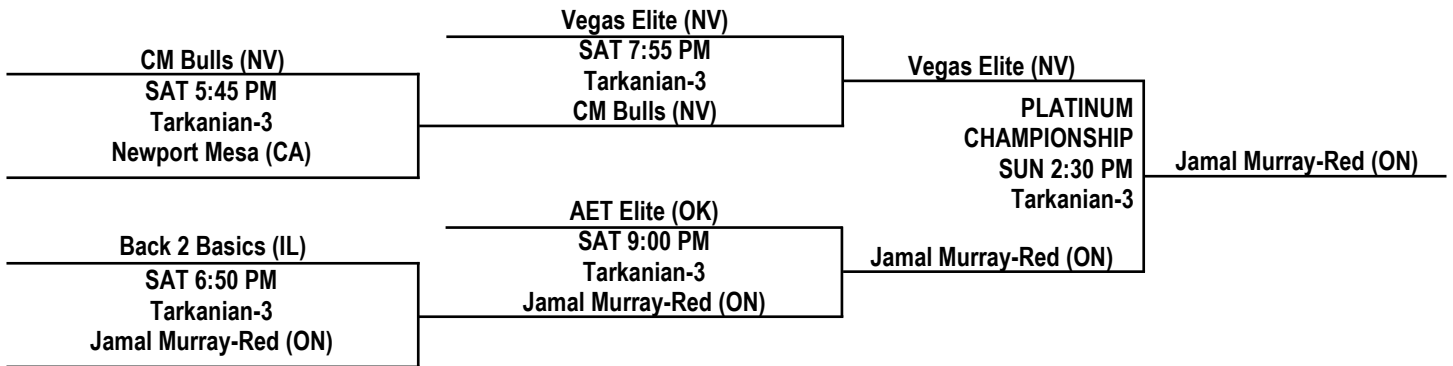 Vegas Elite (NV)
CM Bulls (NV)
SAT 5:45 PM
Tarkanian-3
Newport Mesa (CA)
SAT 7:55 PM
Tarkanian-3
CM Bulls (NV)
Vegas Elite (NV)
PLATINUM
CHAMPIONSHIP
SUN 2:30 PM
Tarkanian-3
Jamal Murray-Red (ON)
Back 2 Basics (IL)
SAT 6:50 PM
Tarkanian-3
Jamal Murray-Red (ON)
AET Elite (OK)
SAT 9:00 PM
Tarkanian-3
Jamal Murray-Red (ON)
Jamal Murray-Red (ON)